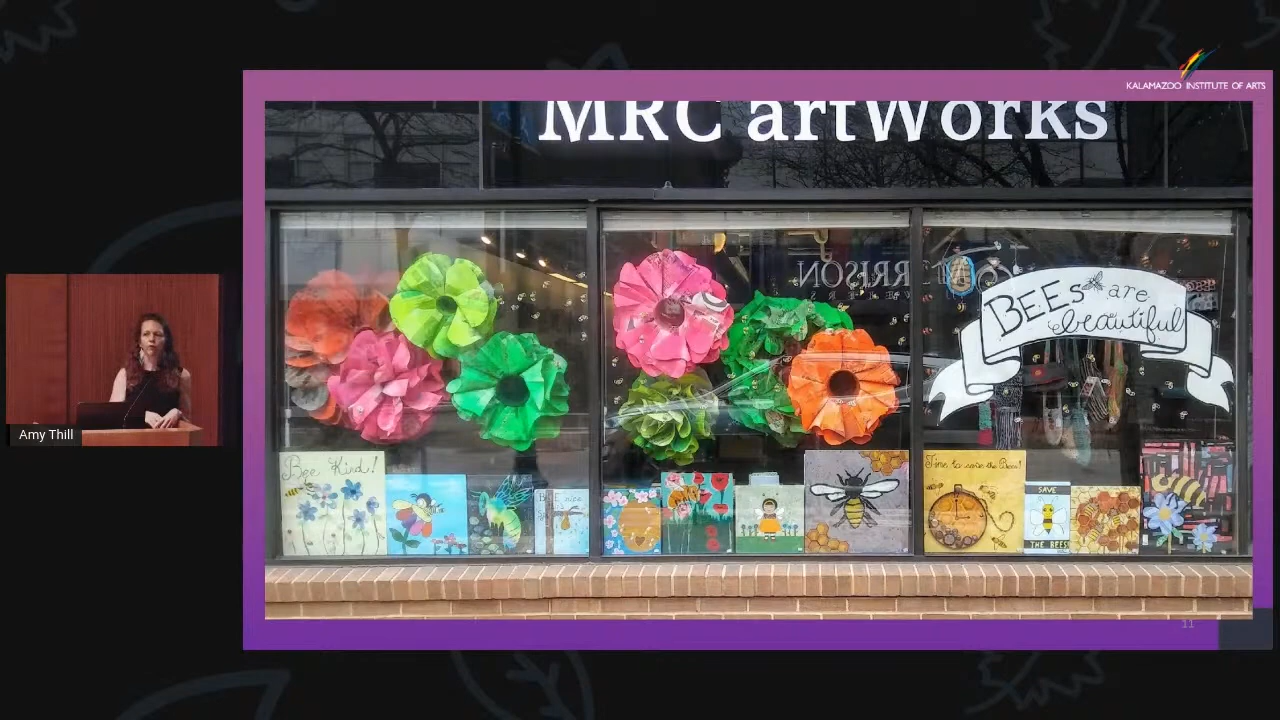 KALAMAZOO INSTITUTE OF ARTS
MRC artWorks
BEEs are
beautiful
Bee Kind!
Time to save the Bees!
SAVE
THE BEES
Amy Thill
11